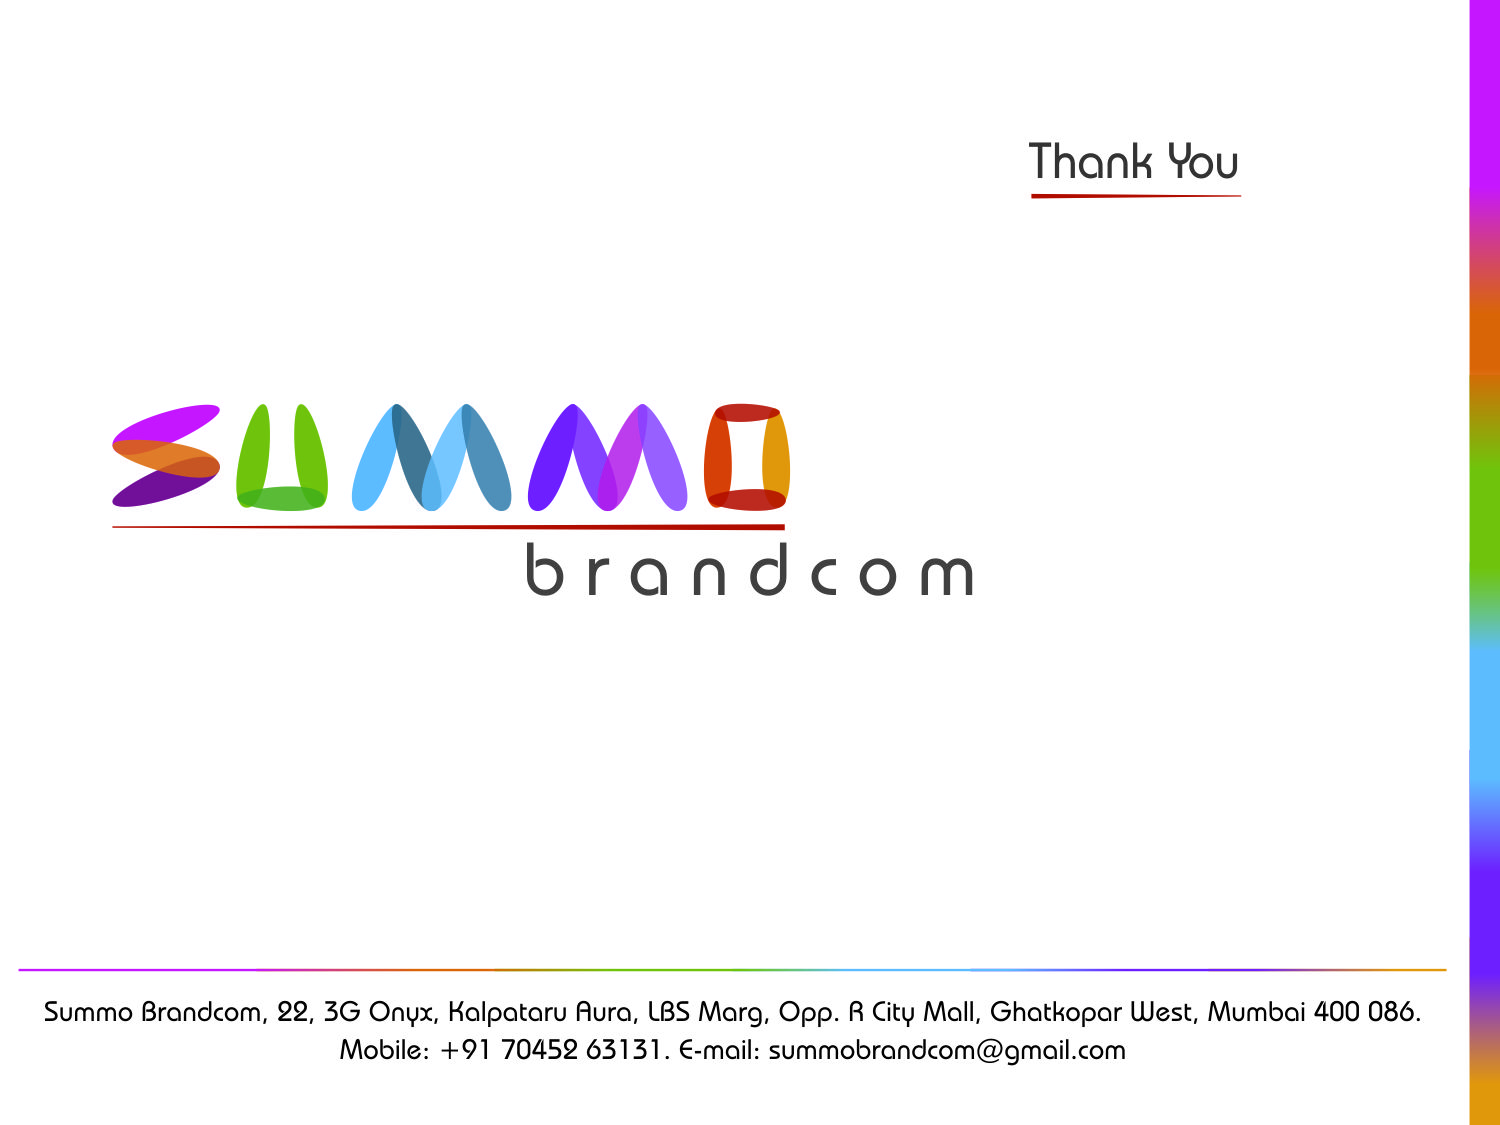 Thank You
SUMMO
brandcom
Summo Brandcom, 22, 3G Onyx, Kalpataru Aura, LBS Marg, Opp. R City Mall, Ghatkopar West, Mumbai 400 086.
Mobile: +91 70452 63131. E-mail: summobrandcom@gmail.com